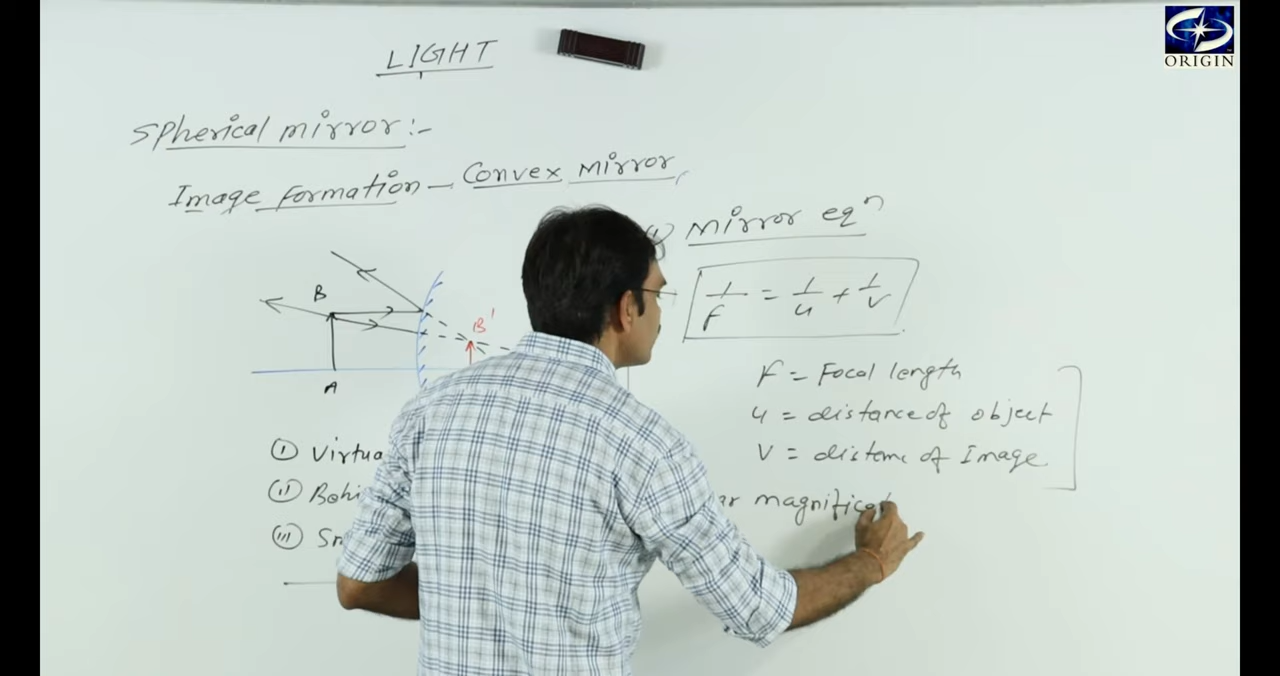 LIGHT
ORIGIN
Spherical mirror:-
Image formation - Convex mirror,
(1) Mirror eqⁿ
1/F = 1/u + 1/v
B
B'
A
F = Focal length
u = distance of object
v = distance of Image
(i) Virtua
(ii) Behi
(iii) Sm
ar magnificat